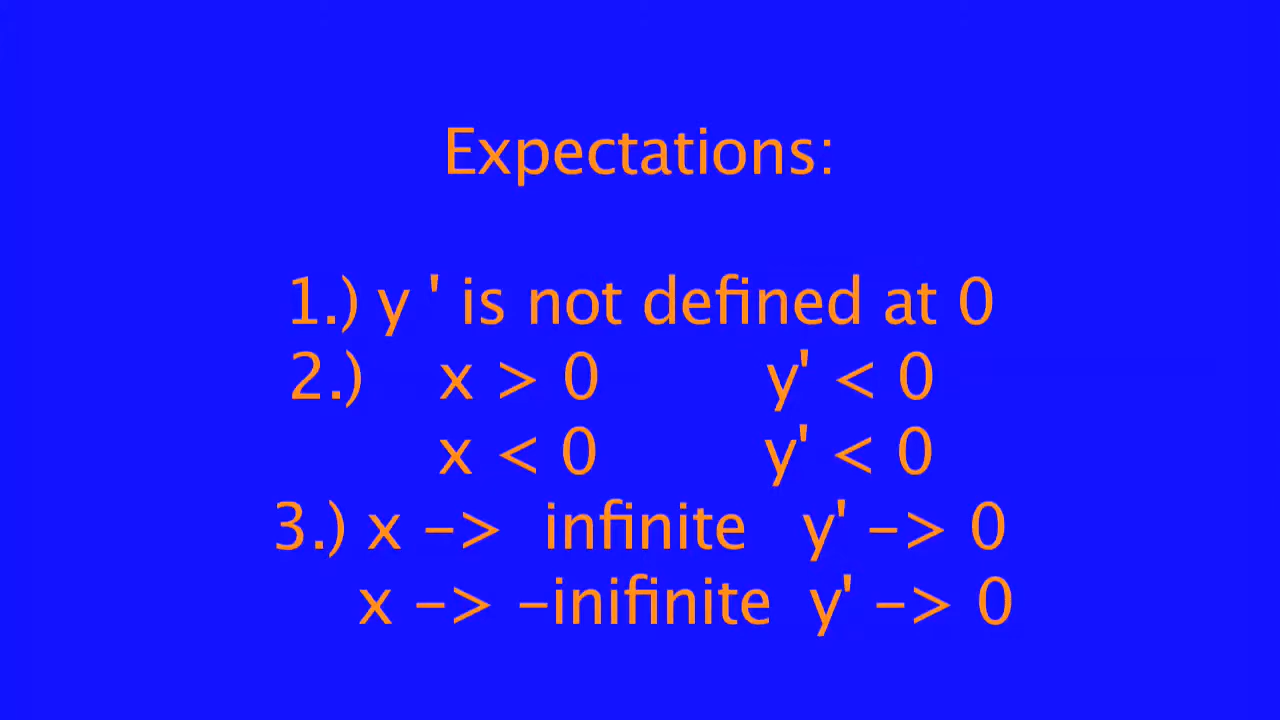 Expectations:
1.) y ' is not defined at 0
2.) x > 0 y' < 0
x < 0 y' < 0
3.) x -> infinite y' -> 0
x -> -inifinite y' -> 0